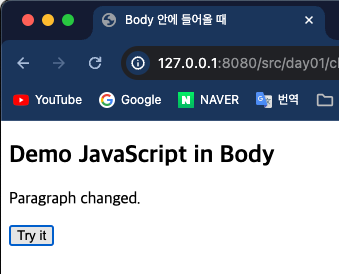 Body 안에 들어올 때
127.0.0.1:8080/src/day01/cl
YouTube
Google
N NAVER
번역
Demo JavaScript in Body
Paragraph changed.
Try it